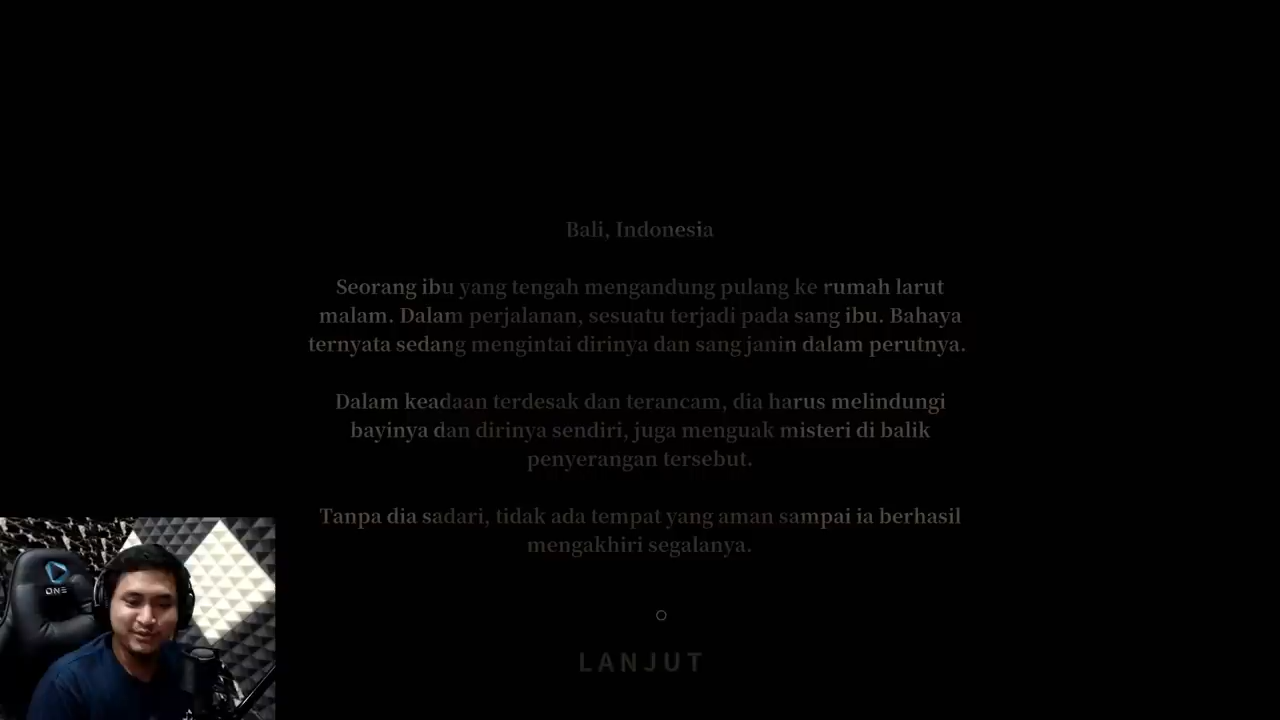 Bali, Indonesia
Seorang ibu yang tengah mengandung pulang ke rumah larut
malam. Dalam perjalanan, sesuatu terjadi pada sang ibu. Bahaya
ternyata sedang mengintai dirinya dan sang janin dalam perutnya.
Dalam keadaan terdesak dan terancam, dia harus melindungi
bayinya dan dirinya sendiri, juga menguak misteri di balik
penyerangan tersebut.
Tanpa dia sadari, tidak ada tempat yang aman sampai ia berhasil
mengakhiri segalanya.
LANJUT
ONE